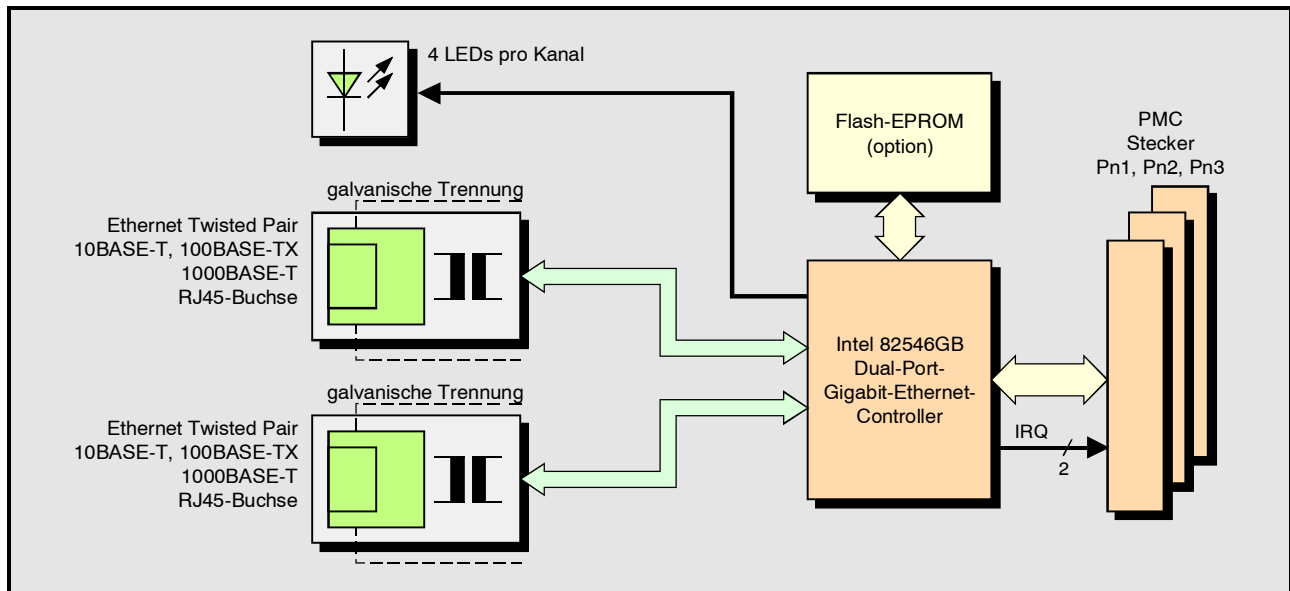 4 LEDs pro Kanal
Flash-EPROM
(option)
PMC
Stecker
Pn1, Pn2, Pn3
galvanische Trennung
Ethernet Twisted Pair
10BASE-T, 100BASE-TX
1000BASE-T
RJ45-Buchse
Intel 82546GB
Dual-Port-
Gigabit-Ethernet-
Controller
IRQ
2
galvanische Trennung
Ethernet Twisted Pair
10BASE-T, 100BASE-TX
1000BASE-T
RJ45-Buchse